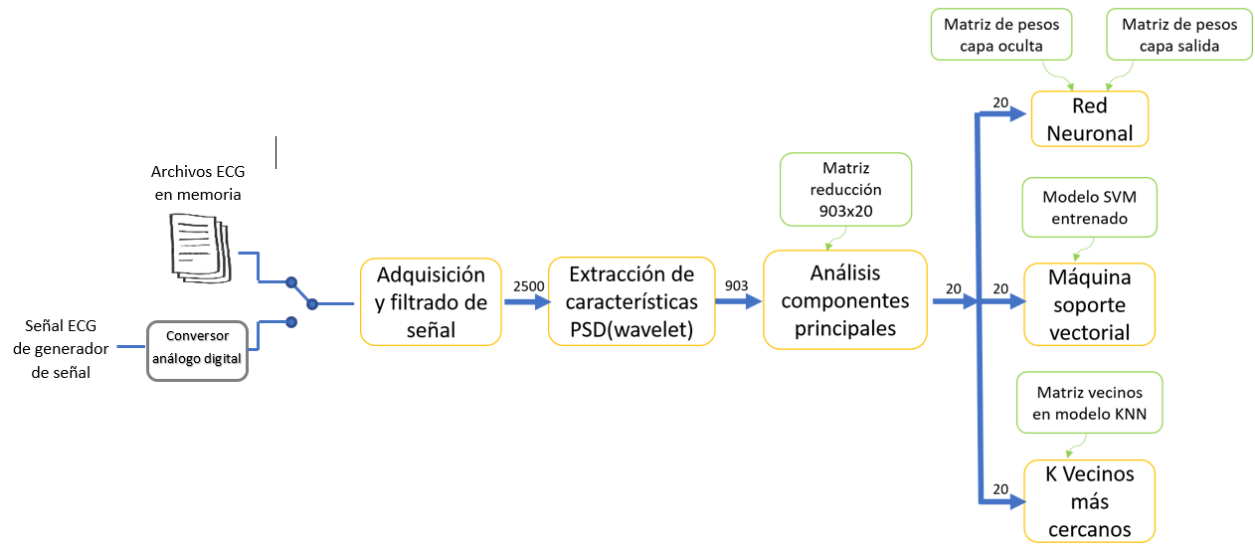 Archivos ECG
en memoria
Señal ECG
de generador
de señal
Conversor
análogo digital
Adquisición
y filtrado de
señal
2500
Extracción de
características
PSD(wavelet)
903
Matriz
reducción
903x20
Análisis
componentes
principales
20
Matriz de pesos
capa oculta
Matriz de pesos
capa salida
20
Red
Neuronal
Modelo SVM
entrenado
20
Máquina
soporte
vectorial
Matriz vecinos
en modelo KNN
20
K Vecinos
más
cercanos